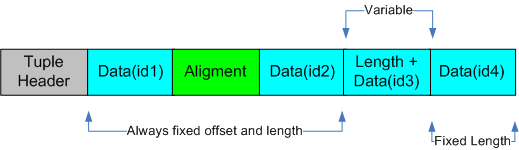 Variable
Tuple
Header
Data(id1)
Aligment
Data(id2)
Length +
Data(id3)
Data(id4)
Always fixed offset and length
Fixed Length